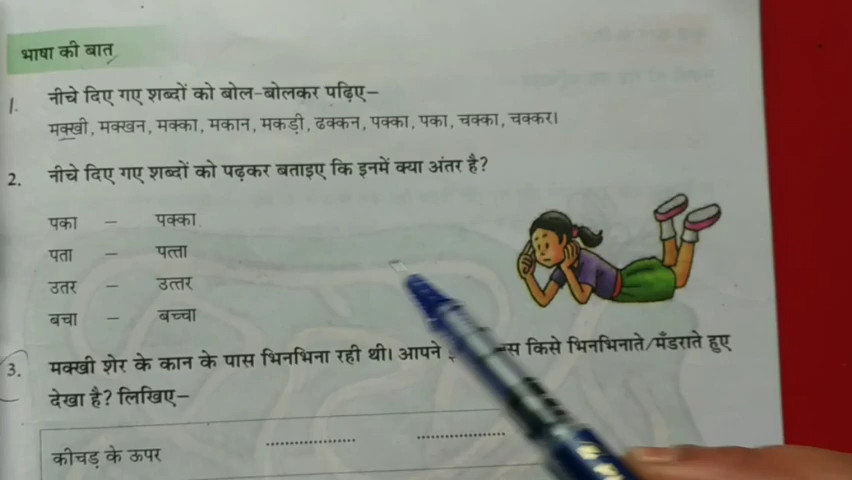 भाषा की बात
1. नीचे दिए गए शब्दों को बोल-बोलकर पढ़िए–
मक्खी, मक्खन, मक्का, मकान, मकड़ी, ढक्कन, पक्का, पका, चक्का, चक्कर।
2. नीचे दिए गए शब्दों को पढ़कर बताइए कि इनमें क्या अंतर है?
पका – पक्का
पता – पत्ता
उतर – उत्तर
बचा – बच्चा
3. मक्खी शेर के कान के पास भिनभिना रही थी। आपने किसे भिनभिनाते/मँडराते हुए
देखा है? लिखिए–
कीचड़ के ऊपर .................... ....................